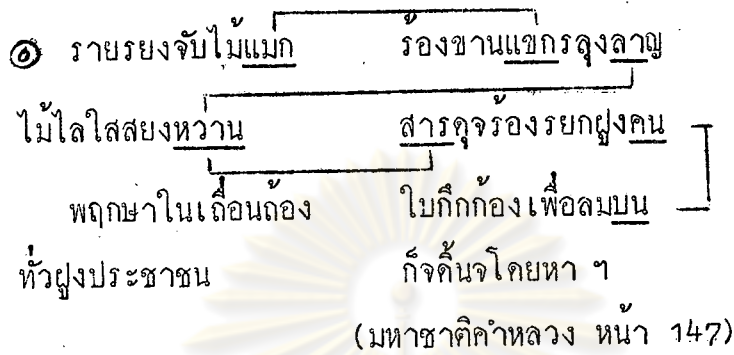 ๏ รายรยงจับไม้แมก ร้องขานแขกรลุงลาญ
ไม้ไลใสสยงหวาน สารดุจร้องรยกฝูงคน
พฤกษาในเถื่อนถ้อง ใบกึกก้องเพื่อลมบน
ทั่วฝูงประชาชน ก็จดิ้นจโดยหา ฯ
(มหาชาติคำหลวง หน้า 147)